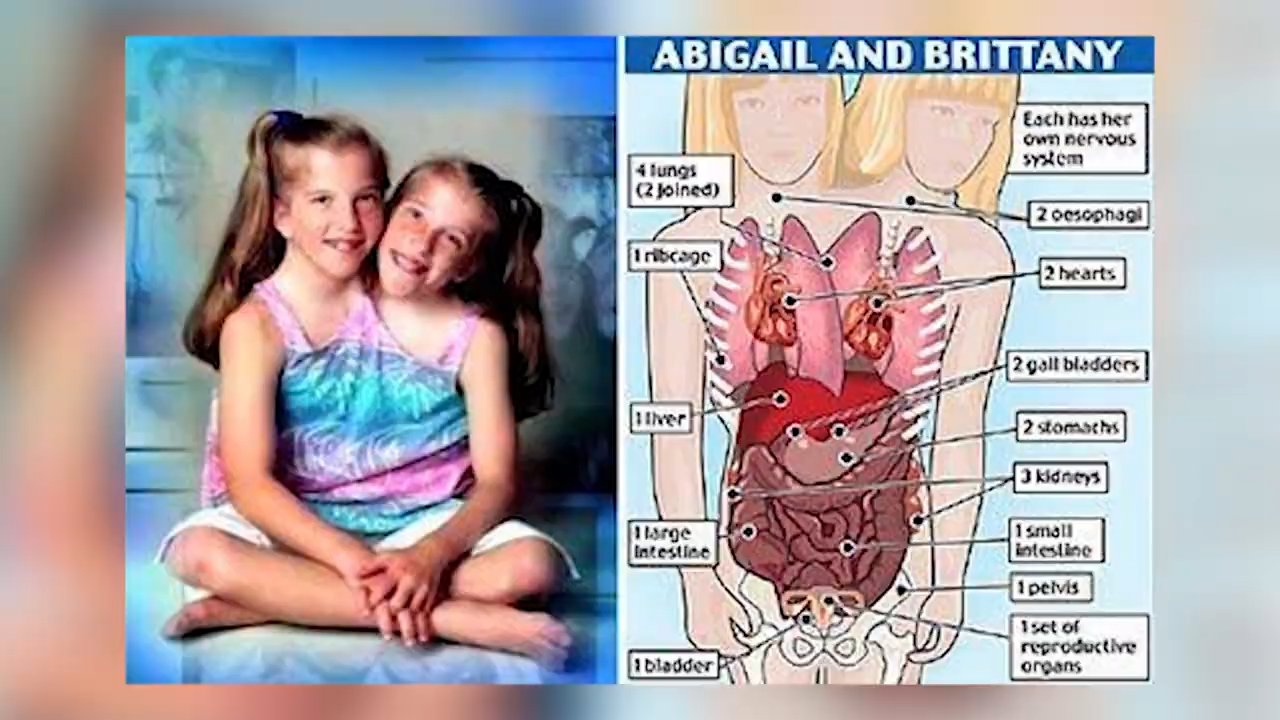 ABIGAIL AND BRITTANY
Each has her
own nervous
system
4 lungs
(2 joined)
2 oesophagi
1 ribcage
2 hearts
2 gall bladders
1 liver
2 stomachs
3 kidneys
1 large
intestine
1 small
intestine
1 pelvis
1 set of
reproductive
organs
1 bladder